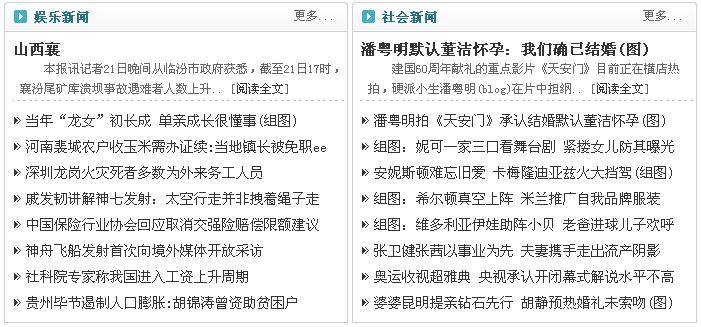 娱乐新闻 更多...
山西襄
本报讯记者21日晚间从临汾市政府获悉，截至21日17时，
襄汾尾矿库溃坝事故遇难者人数上升.. [阅读全文]
当年“龙女”初长成 单亲成长很懂事(组图)
河南裴城农户收玉米需办证续:当地镇长被免职ee
深圳龙岗火灾死者多数为外来务工人员
戚发轫讲解神七发射：太空行走并非拽着绳子走
中国保险行业协会回应取消交强险赔偿限额建议
神舟飞船发射首次向境外媒体开放采访
社科院专家称我国进入工资上升周期
贵州毕节遏制人口膨胀:胡锦涛曾资助贫困户
社会新闻 更多...
潘粤明默认董洁怀孕：我们确已结婚(图)
建国60周年献礼的重点影片《天安门》目前正在横店热
拍，硬派小生潘粤明(blog)在片中担纲.. [阅读全文]
潘粤明拍《天安门》承认结婚默认董洁怀孕(图)
组图：妮可一家三口看舞台剧 紧搂女儿防其曝光
安妮斯顿难忘旧爱 卡梅隆迪亚兹火大挡驾(组图)
组图：希尔顿真空上阵 米兰推广自我品牌服装
组图：维多利亚伊娃助阵小贝 老爸进球儿子欢呼
张卫健张茜以事业为先 夫妻携手走出流产阴影
奥运收视超雅典 央视承认开闭幕式解说水平不高
婆婆昆明提亲钻石先行 胡静预热婚礼未索吻(图)